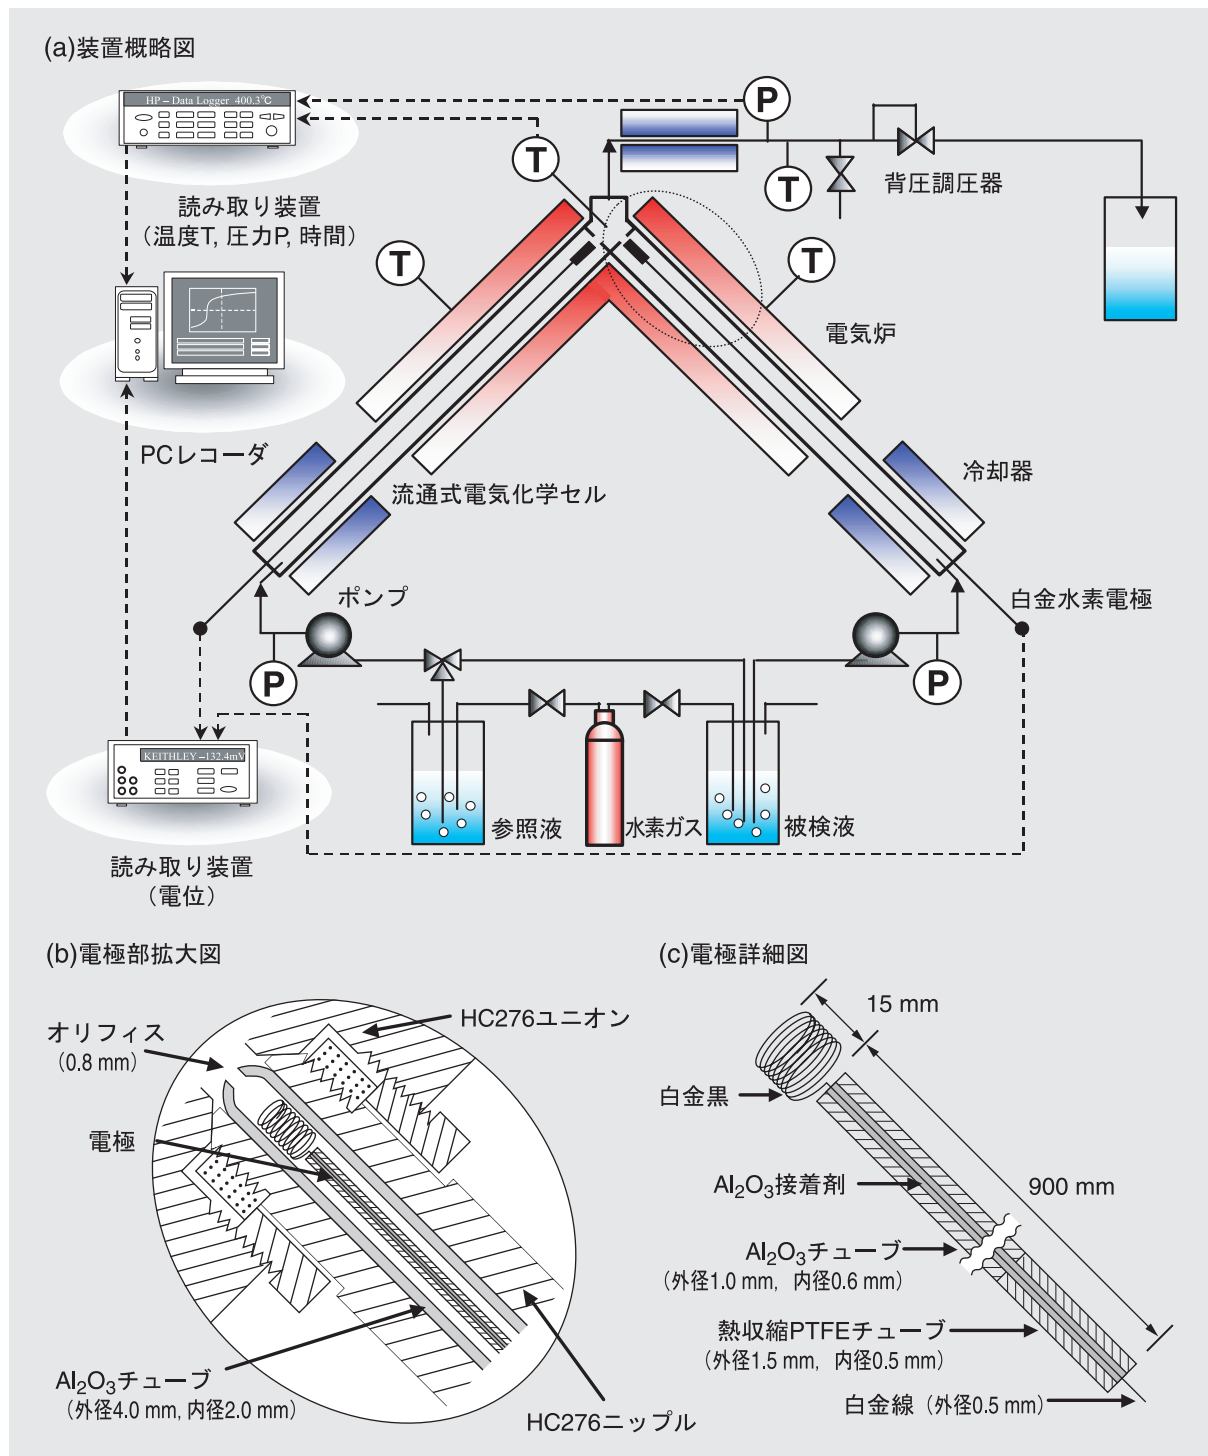 (a)装置概略図
HP – Data Logger 400.3℃
P
T
読み取り装置
（温度T, 圧力P, 時間）
T
背圧調圧器
T
T
電気炉
PCレコーダ
流通式電気化学セル
冷却器
ポンプ
白金水素電極
P
P
KEITHLEY –132.4mV
参照液
水素ガス
被検液
読み取り装置
（電位）
(b)電極部拡大図
オリフィス
(0.8 mm)
HC276ユニオン
電極
Al₂O₃チューブ
(外径4.0 mm, 内径2.0 mm)
HC276ニップル
(c)電極詳細図
15 mm
白金黒
Al₂O₃接着剤
900 mm
Al₂O₃チューブ
(外径1.0 mm, 内径0.6 mm)
熱収縮PTFEチューブ
(外径1.5 mm, 内径0.5 mm)
白金線（外径0.5 mm）